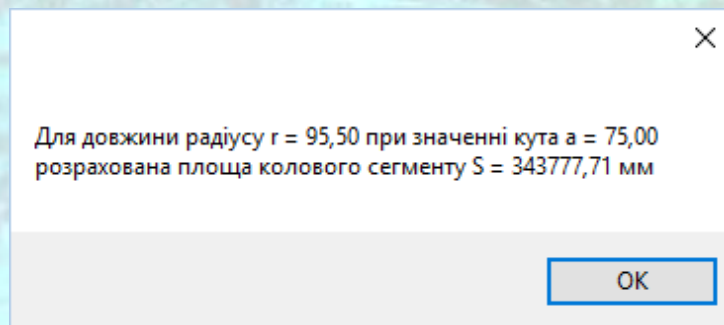 Для довжини радіусу r = 95,50 при значенні кута a = 75,00
розрахована площа колового сегменту S = 343777,71 мм
OK